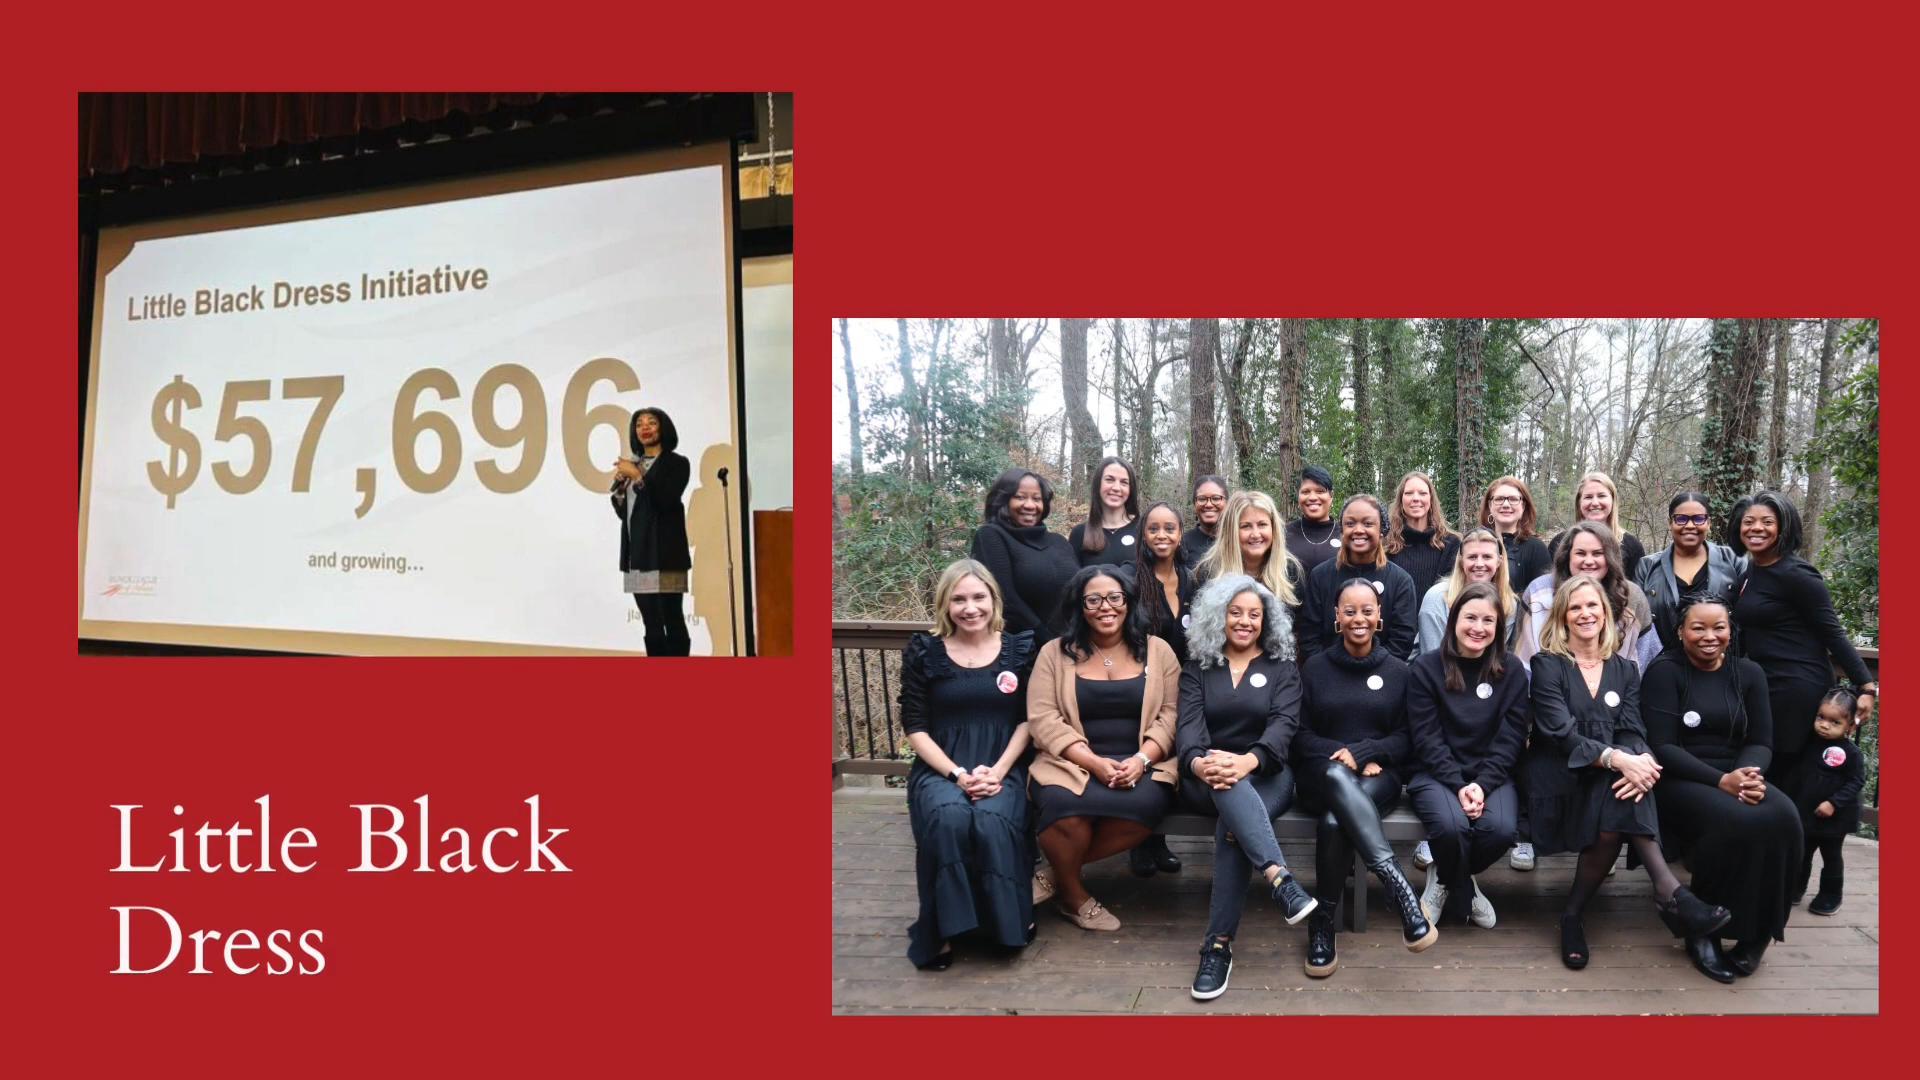 Little Black Dress Initiative
$57,696
and growing...
Little Black
Dress